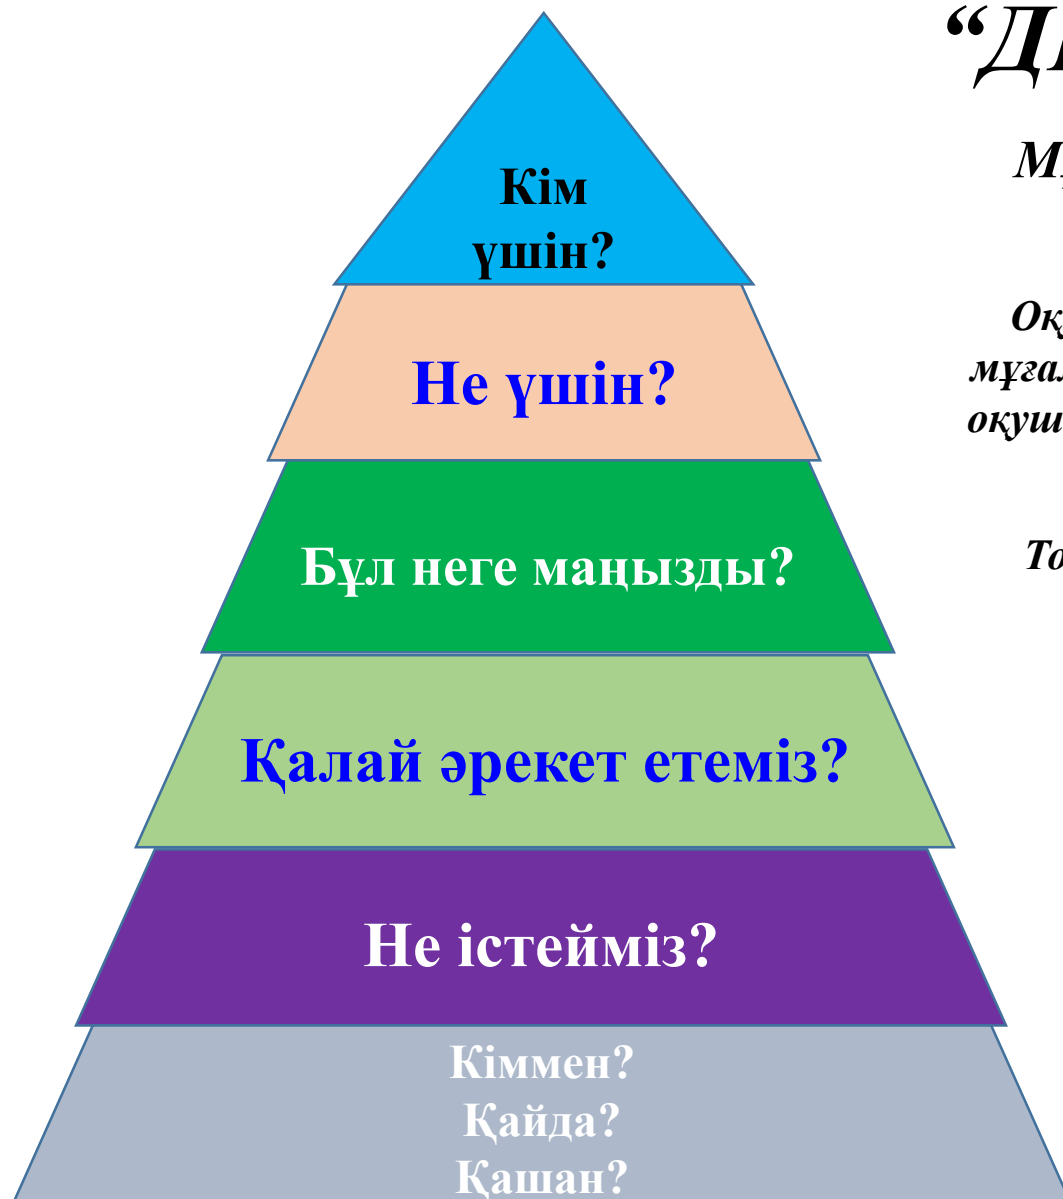 Кім
үшін?
Не үшін?
Бұл неге маңызды?
Қалай әрекет етеміз?
Не істейміз?
Кіммен?
Қайда?
Қашан?